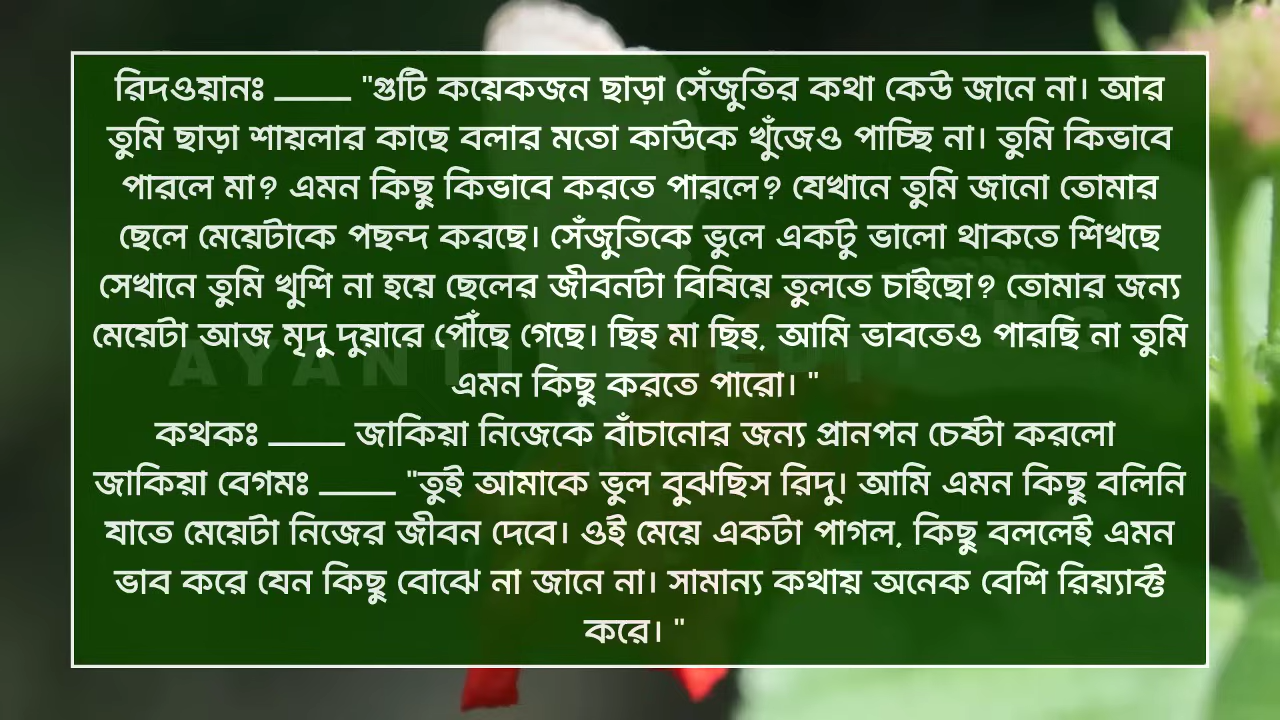 রিদওয়ানঃ ____ "গুটি কয়েকজন ছাড়া সেঁজুতির কথা কেউ জানে না। আর
তুমি ছাড়া শায়লার কাছে বলার মতো কাউকে খুঁজেও পাচ্ছি না। তুমি কিভাবে
পারলে মা? এমন কিছু কিভাবে করতে পারলে? যেখানে তুমি জানো তোমার
ছেলে মেয়েটাকে পছন্দ করছে। সেঁজুতিকে ভুলে একটু ভালো থাকতে শিখছে
সেখানে তুমি খুশি না হয়ে ছেলের জীবনটা বিষিয়ে তুলতে চাইছো? তোমার জন্য
মেয়েটা আজ মৃদু দুয়ারে পৌঁছে গেছে। ছিহ মা ছিহ, আমি ভাবতেও পারছি না তুমি
এমন কিছু করতে পারো। "
কথকঃ ____ জাকিয়া নিজেকে বাঁচানোর জন্য প্রানপন চেষ্টা করলো
জাকিয়া বেগমঃ ____ "তুই আমাকে ভুল বুঝছিস রিদু। আমি এমন কিছু বলিনি
যাতে মেয়েটা নিজের জীবন দেবে। ওই মেয়ে একটা পাগল, কিছু বললেই এমন
ভাব করে যেন কিছু বোঝে না জানে না। সামান্য কথায় অনেক বেশি রিয়্যাক্ট
করে। "